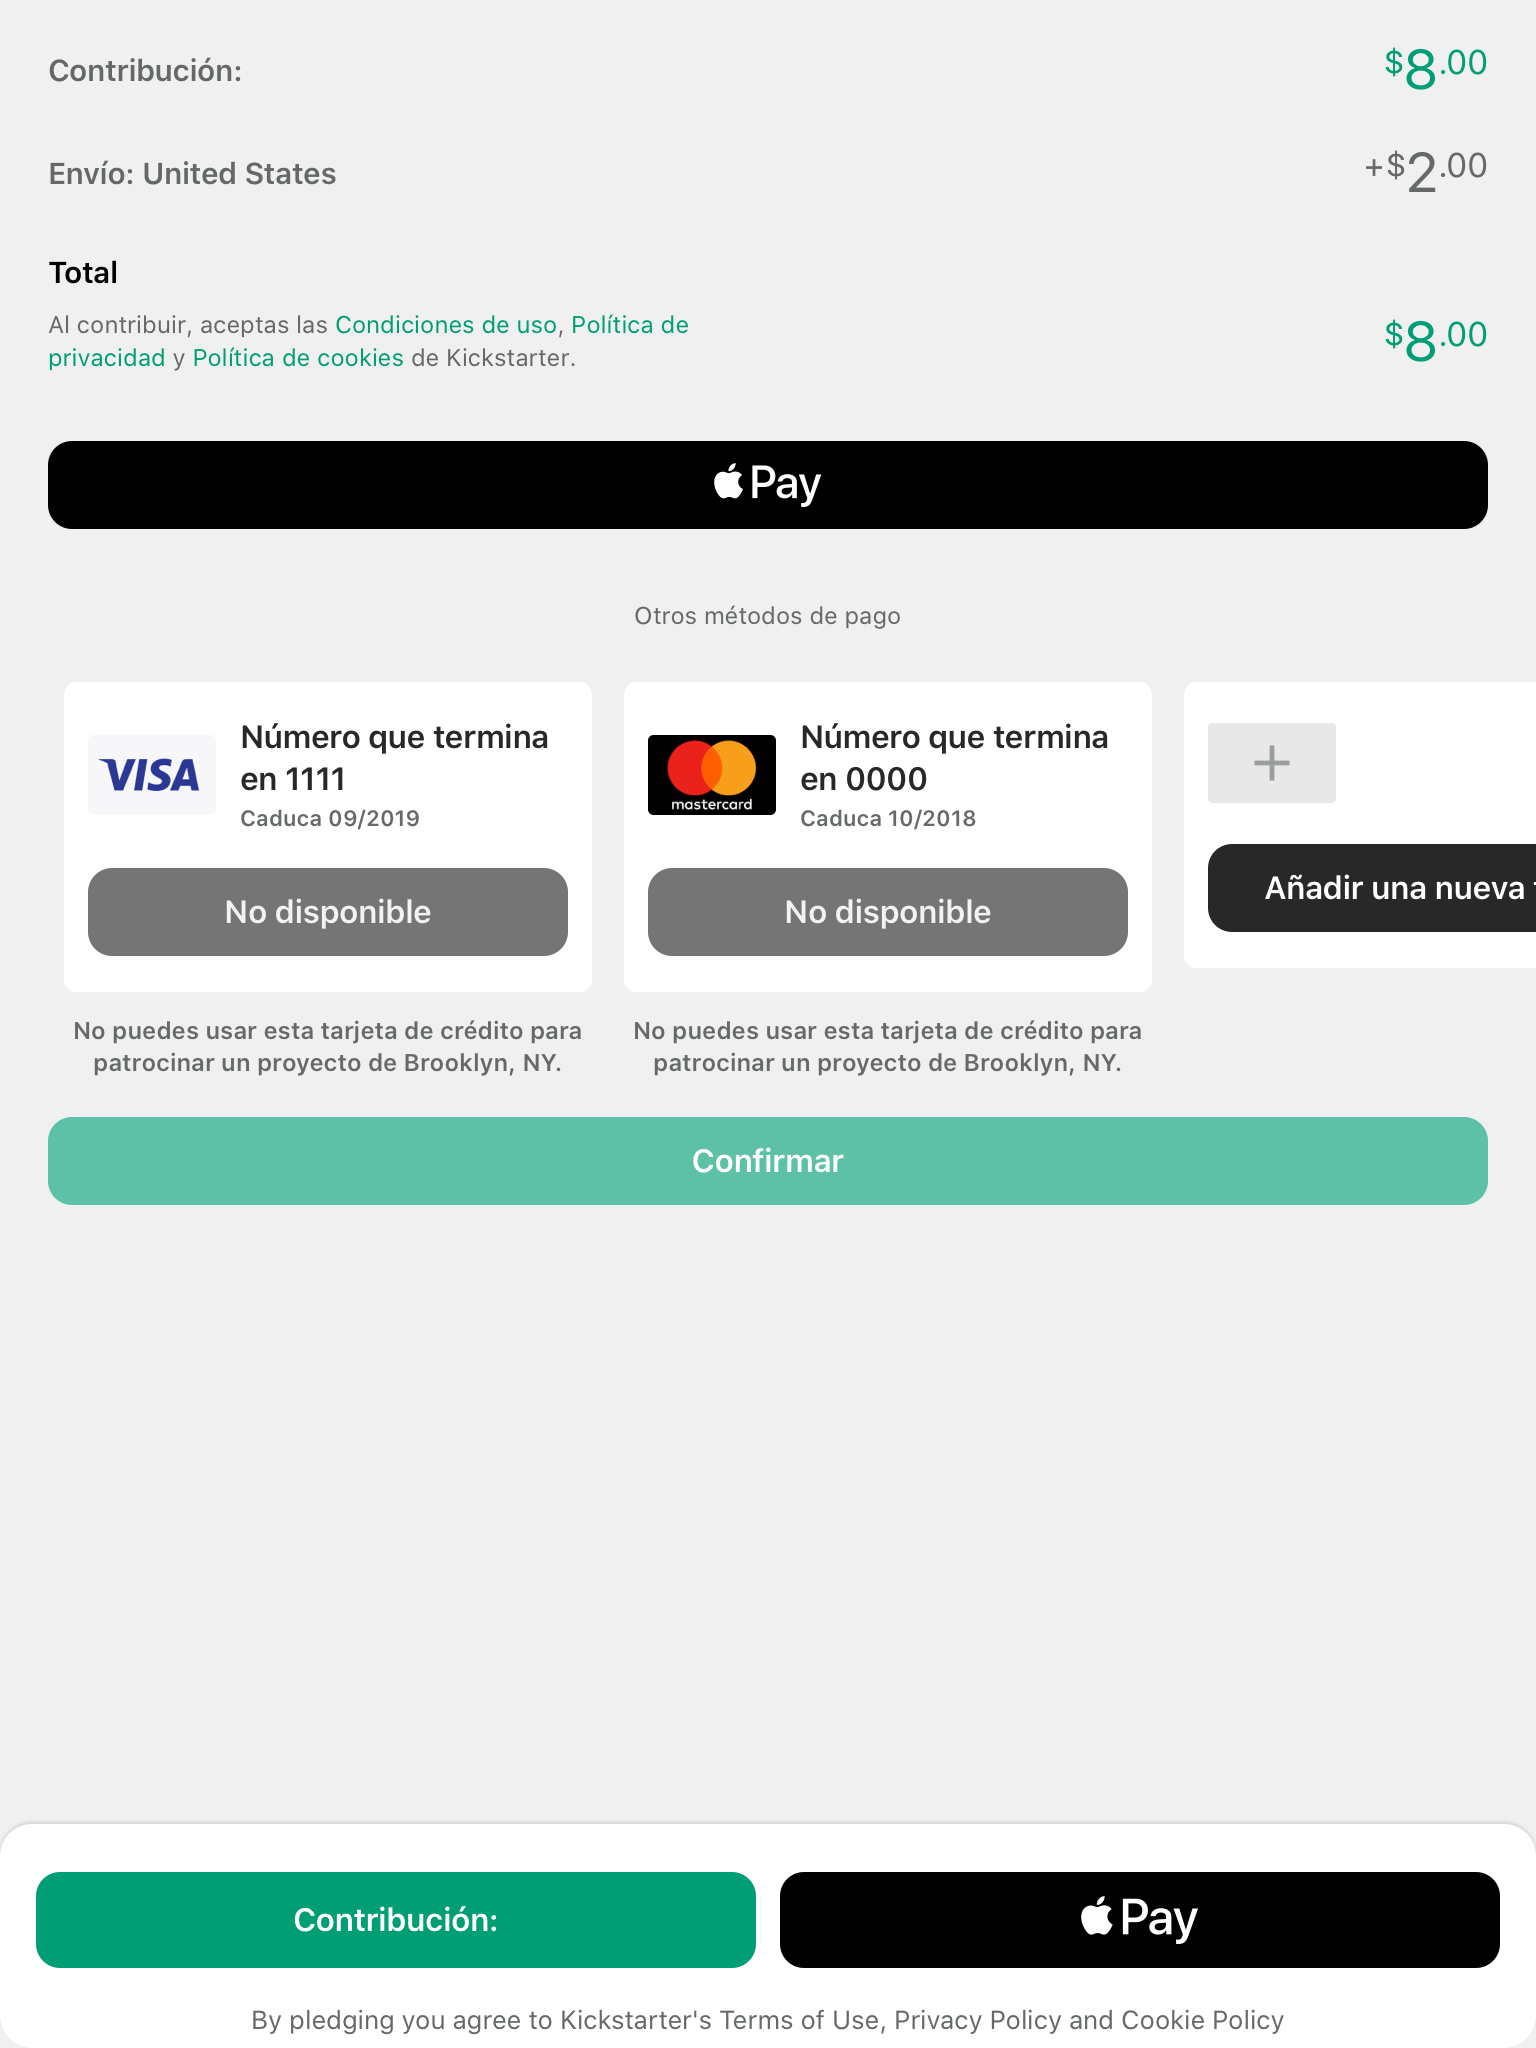 Contribución: $8.00
Envío: United States +$2.00
Total
Al contribuir, aceptas las Condiciones de uso, Política de
privacidad y Política de cookies de Kickstarter.
$8.00
Pay
Otros métodos de pago
VISA
Número que termina
en 1111
Caduca 09/2019
No disponible
No puedes usar esta tarjeta de crédito para
patrocinar un proyecto de Brooklyn, NY.
mastercard
Número que termina
en 0000
Caduca 10/2018
No disponible
No puedes usar esta tarjeta de crédito para
patrocinar un proyecto de Brooklyn, NY.
Añadir una nueva
Confirmar
Contribución:
Pay
By pledging you agree to Kickstarter's Terms of Use, Privacy Policy and Cookie Policy